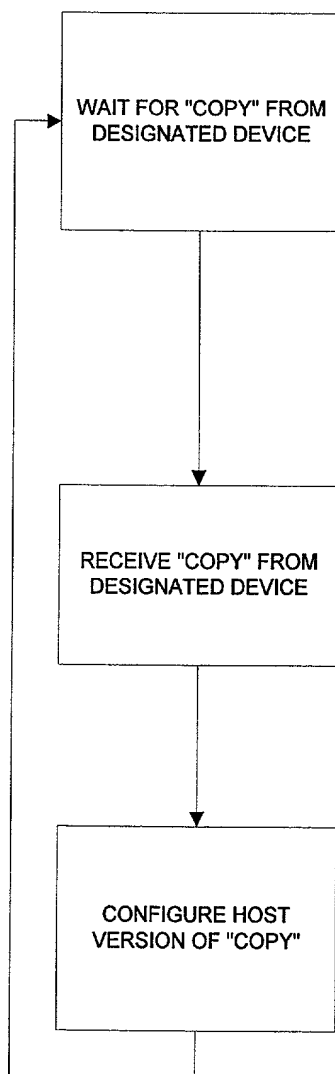 WAIT FOR "COPY" FROM
DESIGNATED DEVICE
RECEIVE "COPY" FROM
DESIGNATED DEVICE
CONFIGURE HOST
VERSION OF "COPY"